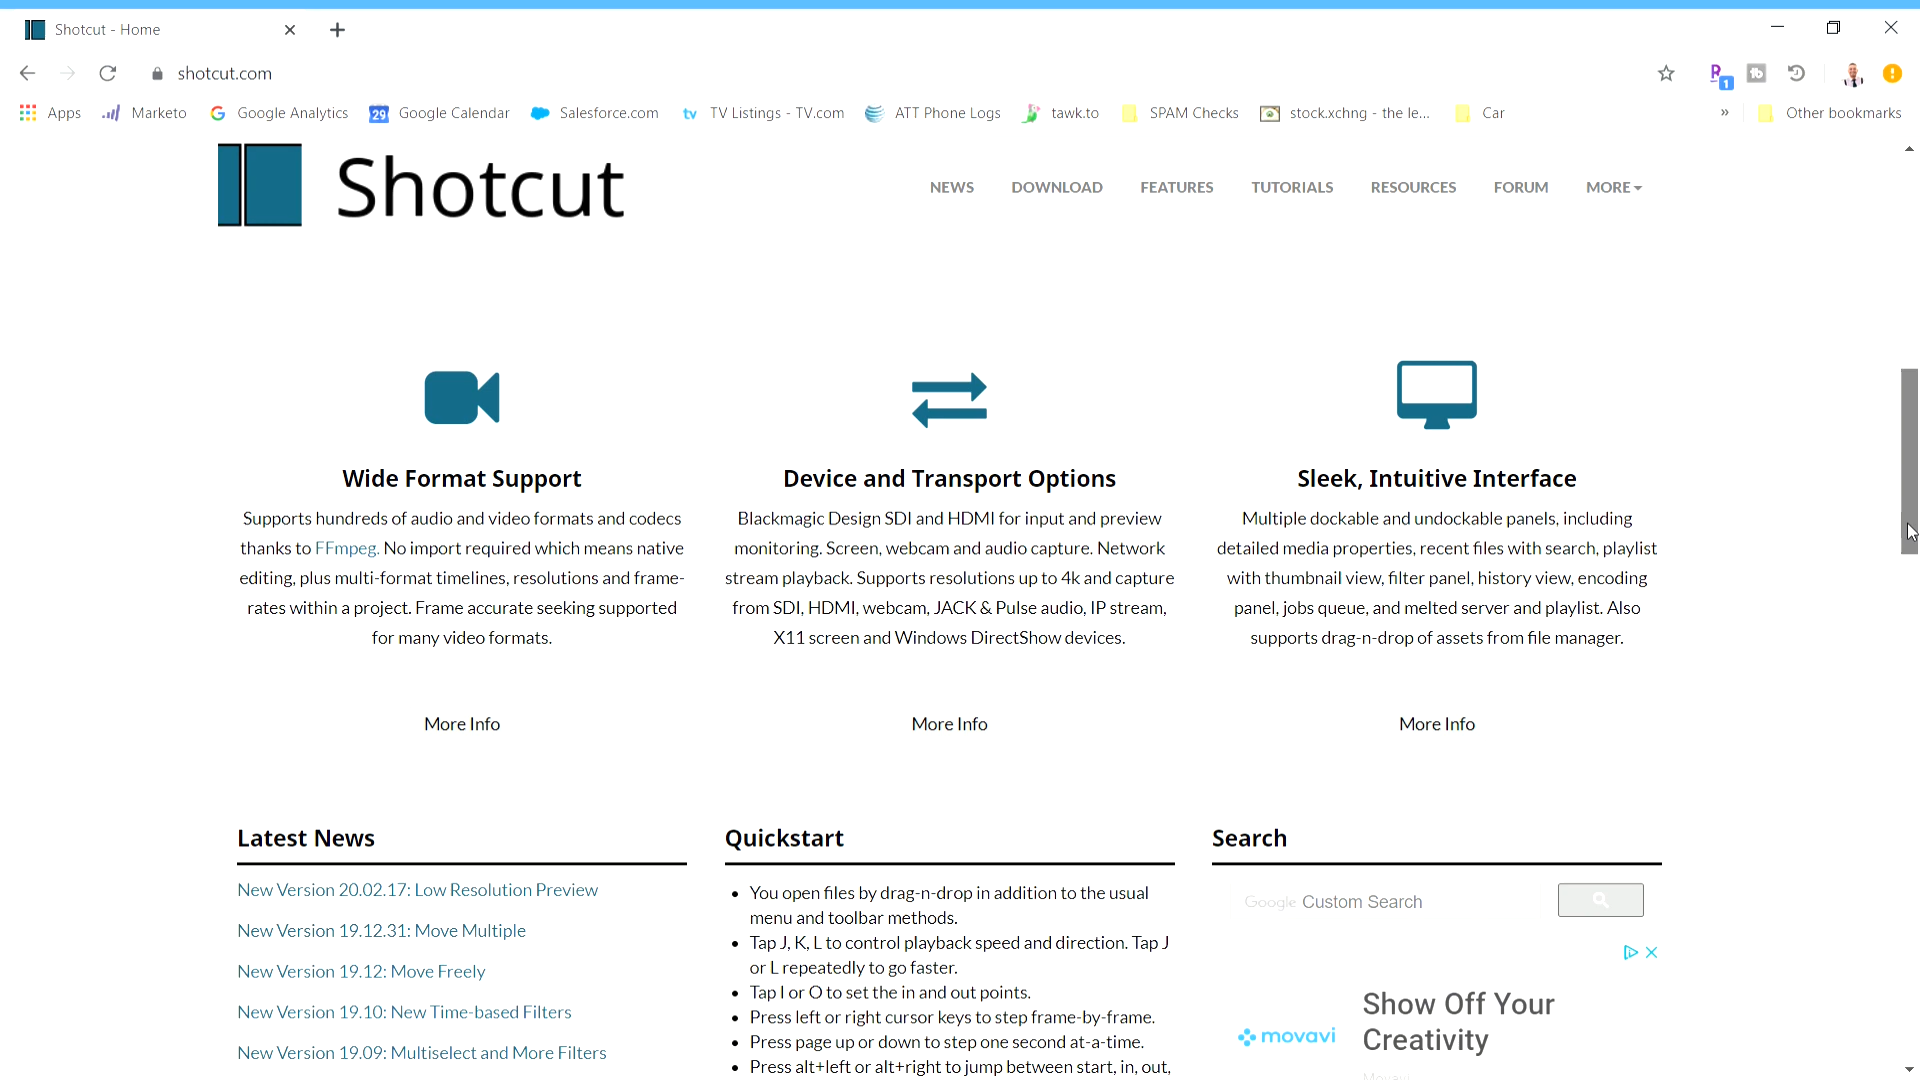 Shotcut - Home
shotcut.com
1
Apps
Marketo
Google Analytics
29 Google Calendar
Salesforce.com
tv TV Listings - TV.com
ATT Phone Logs
tawk.to
SPAM Checks
stock.xchng - the le...
Car
»
Other bookmarks
Shotcut
NEWS DOWNLOAD FEATURES TUTORIALS RESOURCES FORUM MORE
Wide Format Support
Supports hundreds of audio and video formats and codecs
thanks to FFmpeg. No import required which means native
editing, plus multi-format timelines, resolutions and frame-
rates within a project. Frame accurate seeking supported
for many video formats.
More Info
Device and Transport Options
Blackmagic Design SDI and HDMI for input and preview
monitoring. Screen, webcam and audio capture. Network
stream playback. Supports resolutions up to 4k and capture
from SDI, HDMI, webcam, JACK & Pulse audio, IP stream,
X11 screen and Windows DirectShow devices.
More Info
Sleek, Intuitive Interface
Multiple dockable and undockable panels, including
detailed media properties, recent files with search, playlist
with thumbnail view, filter panel, history view, encoding
panel, jobs queue, and melted server and playlist. Also
supports drag-n-drop of assets from file manager.
More Info
Latest News
New Version 20.02.17: Low Resolution Preview
New Version 19.12.31: Move Multiple
New Version 19.12: Move Freely
New Version 19.10: New Time-based Filters
New Version 19.09: Multiselect and More Filters
Quickstart
• You open files by drag-n-drop in addition to the usual
menu and toolbar methods.
• Tap J, K, L to control playback speed and direction. Tap J
or L repeatedly to go faster.
• Tap I or O to set the in and out points.
• Press left or right cursor keys to step frame-by-frame.
• Press page up or down to step one second at-a-time.
• Press alt+left or alt+right to jump between start, in, out,
Search
Google Custom Search
movavi
Show Off Your
Creativity
Movavi